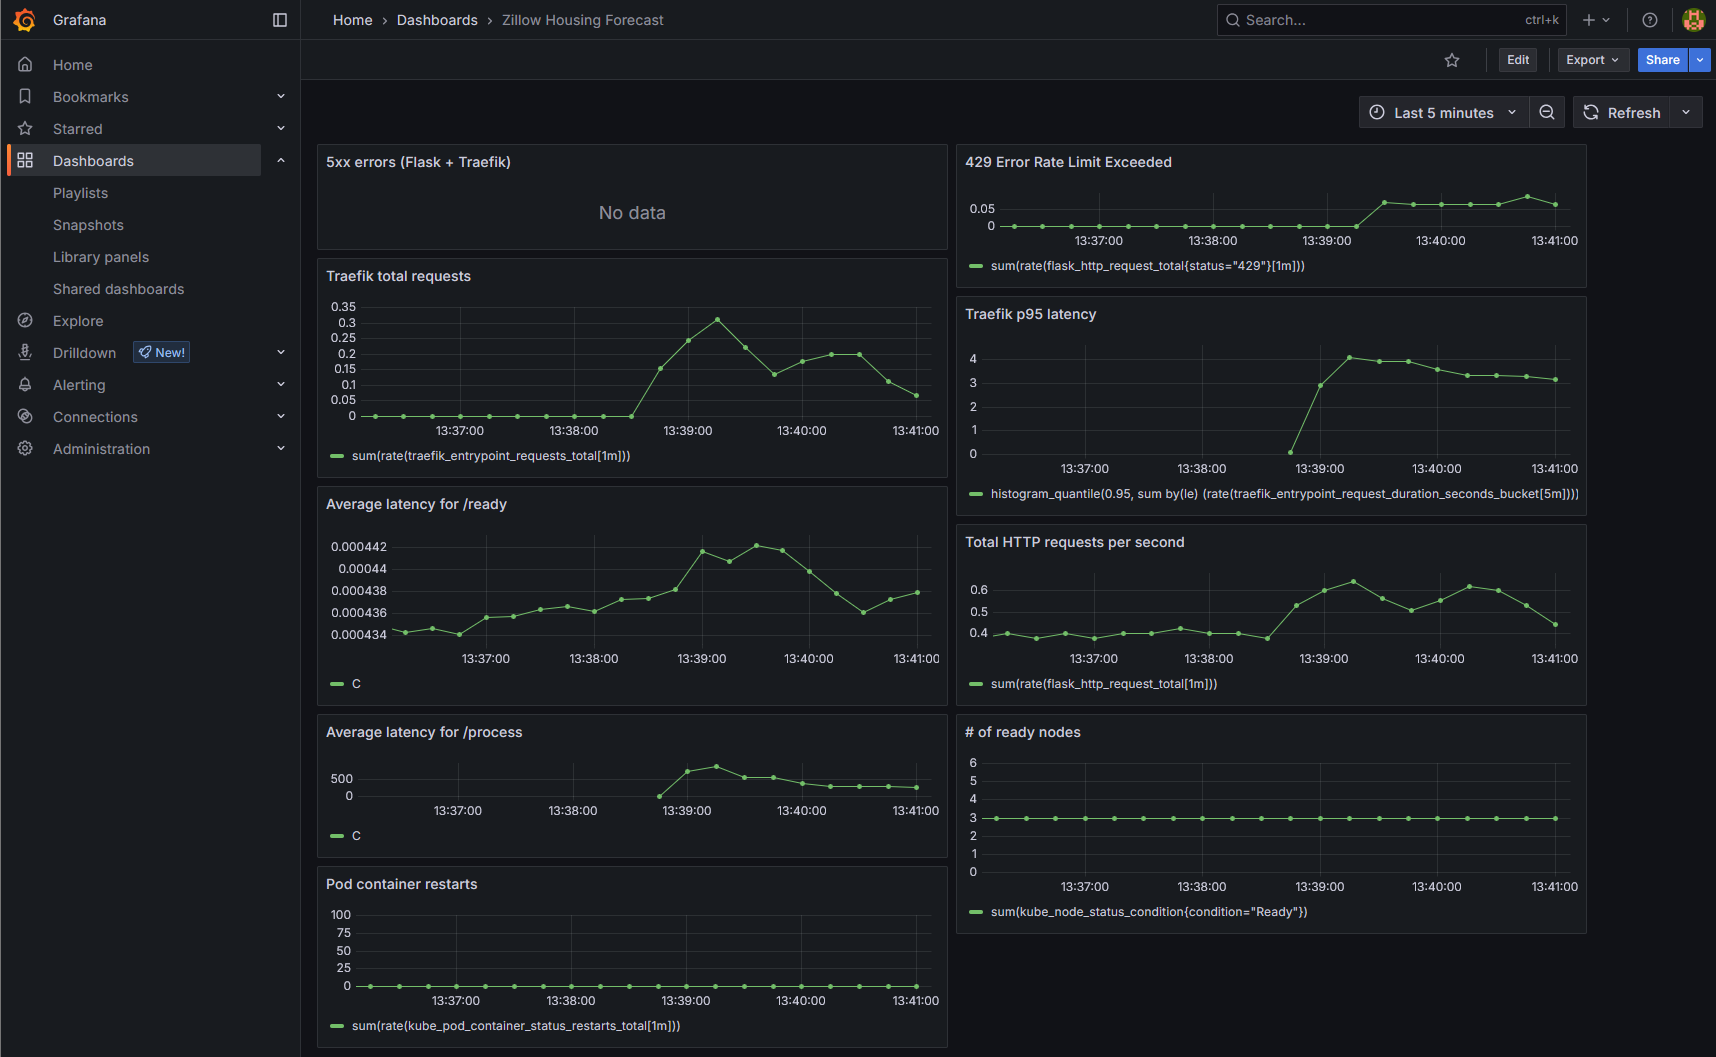 Grafana
Home › Dashboards › Zillow Housing Forecast
Search... ctrl+k
Edit Export Share
Home
Bookmarks
Starred
Dashboards
Playlists
Snapshots
Library panels
Shared dashboards
Explore
Drilldown New!
Alerting
Connections
Administration
Last 5 minutes Refresh
5xx errors (Flask + Traefik)
No data
Traefik total requests
0.35
0.3
0.25
0.2
0.15
0.1
0.05
0
13:37:00 13:38:00 13:39:00 13:40:00 13:41:00
sum(rate(traefik_entrypoint_requests_total[1m]))
Average latency for /ready
0.000442
0.00044
0.000438
0.000436
0.000434
13:37:00 13:38:00 13:39:00 13:40:00 13:41:00
C
Average latency for /process
500
0
13:37:00 13:38:00 13:39:00 13:40:00 13:41:00
C
Pod container restarts
100
75
50
25
0
13:37:00 13:38:00 13:39:00 13:40:00 13:41:00
sum(rate(kube_pod_container_status_restarts_total[1m]))
429 Error Rate Limit Exceeded
0.05
0
13:37:00 13:38:00 13:39:00 13:40:00 13:41:00
sum(rate(flask_http_request_total{status="429"}[1m]))
Traefik p95 latency
4
3
2
1
0
13:37:00 13:38:00 13:39:00 13:40:00 13:41:00
histogram_quantile(0.95, sum by(le) (rate(traefik_entrypoint_request_duration_seconds_bucket[5m])))
Total HTTP requests per second
0.6
0.5
0.4
13:37:00 13:38:00 13:39:00 13:40:00 13:41:00
sum(rate(flask_http_request_total[1m]))
# of ready nodes
6
5
4
3
2
1
0
13:37:00 13:38:00 13:39:00 13:40:00 13:41:00
sum(kube_node_status_condition{condition="Ready"})